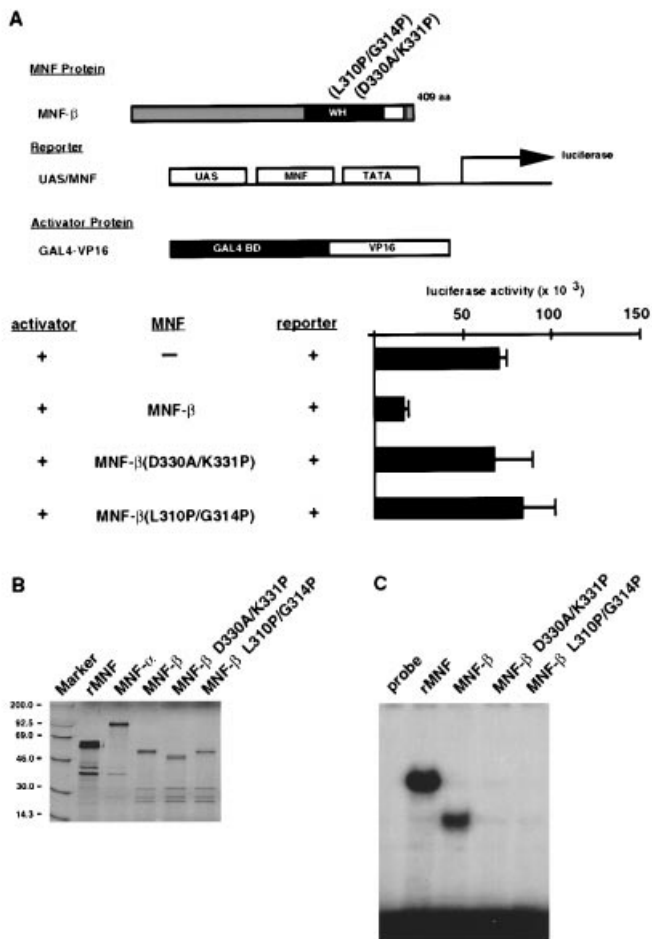 A
(L310P/G314P)
(D330A/K331P)
MNF Protein
409 aa
MNF-β
WH
Reporter
luciferase
UAS/MNF
UAS
MNF
TATA
Activator Protein
GAL4-VP16
GAL4 BD
VP16
luciferase activity (x 10 3)
activator
MNF
reporter
50
100
150
+
−
+
+
MNF-β
+
+
MNF-β(D330A/K331P)
+
+
MNF-β(L310P/G314P)
+
B
Marker
rMNF
MNF-α
MNF-β
MNF-β D330A/K331P
MNF-β L310P/G314P
200.0
92.5
69.0
46.0
30.0
14.3
C
probe
rMNF
MNF-β
MNF-β D330A/K331P
MNF-β L310P/G314P